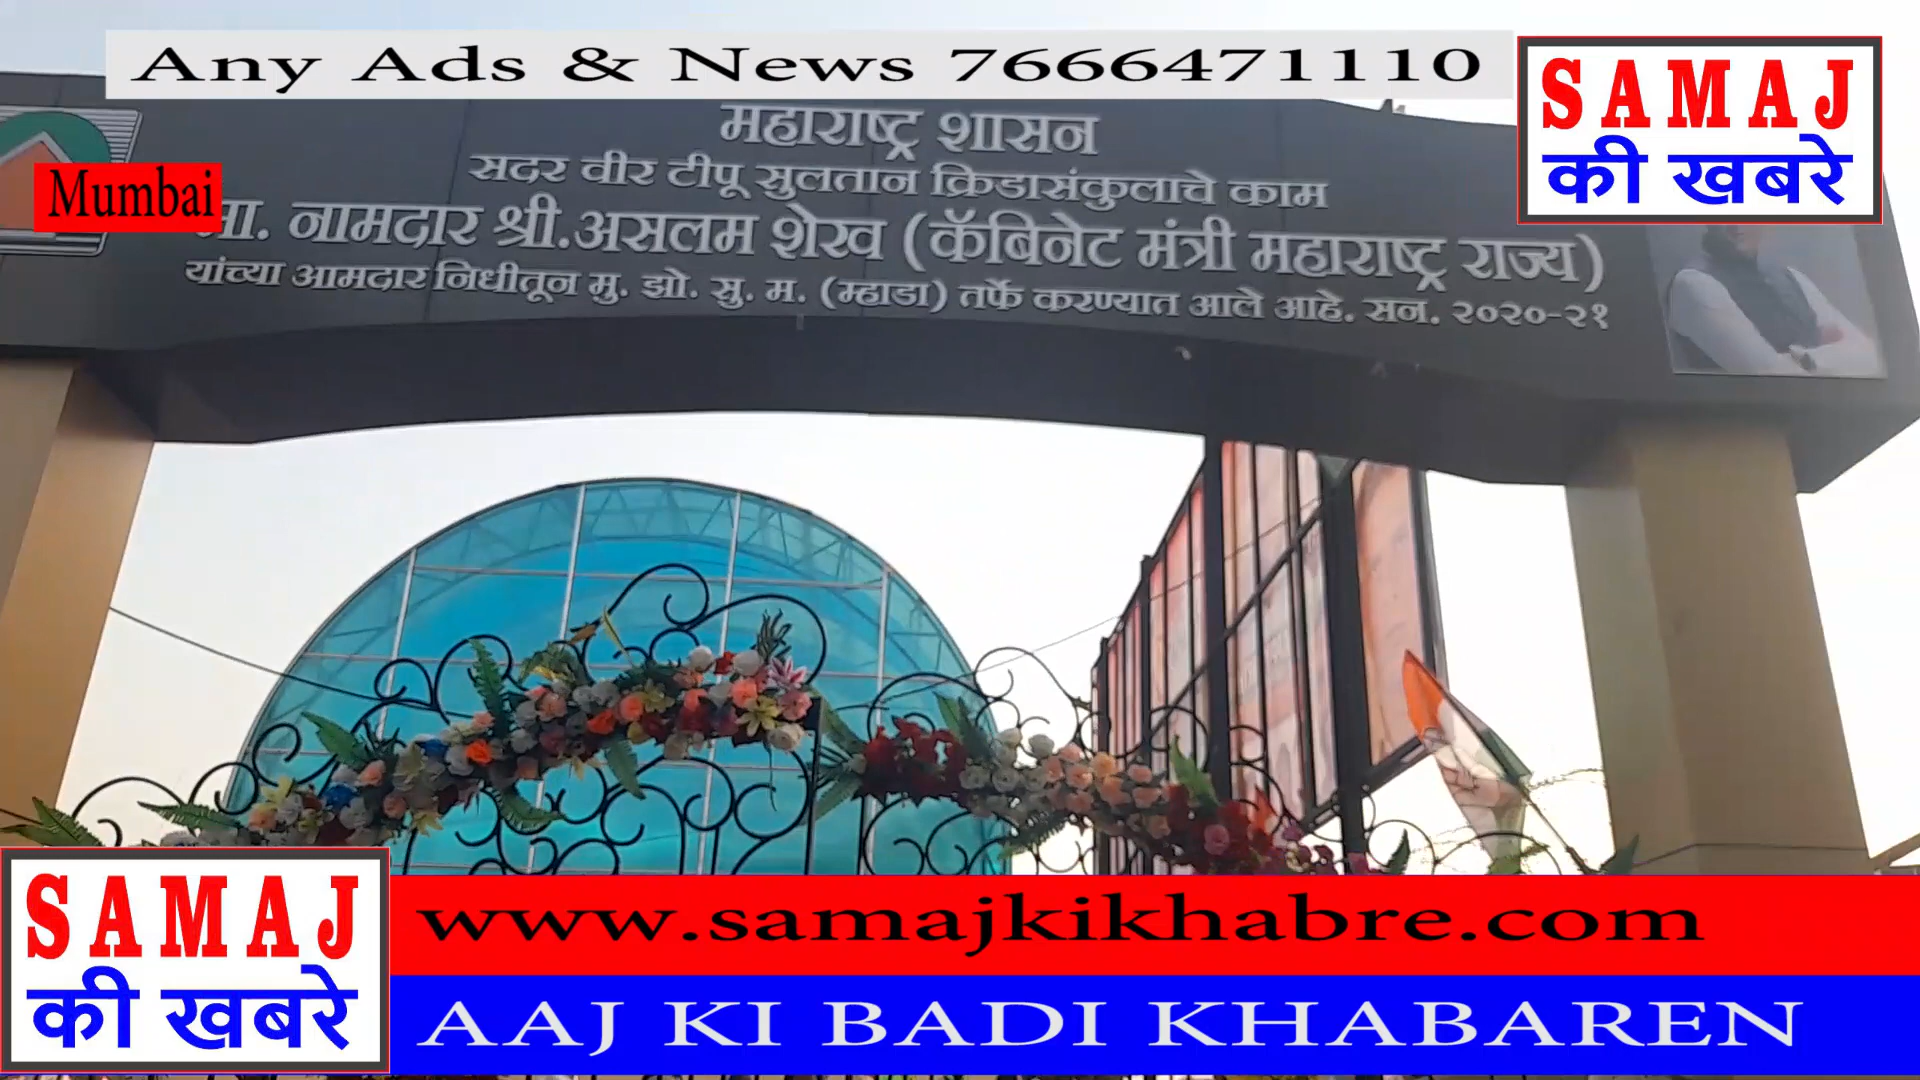 Any Ads & News 7666471110
SAMAJ
की खबरे
महाराष्ट्र शासन
सदर वीर टीपू सुलतान क्रिडासंकुलाचे काम
Mumbai
मा. नामदार श्री.असलम शेख (कॅबिनेट मंत्री महाराष्ट्र राज्य)
यांच्या आमदार निधीतून मु. झो. सु. म. (म्हाडा) तर्फे करण्यात आले आहे. सन. २०२०-२१
SAMAJ
की खबरे
www.samajkikhabre.com
AAJ KI BADI KHABAREN